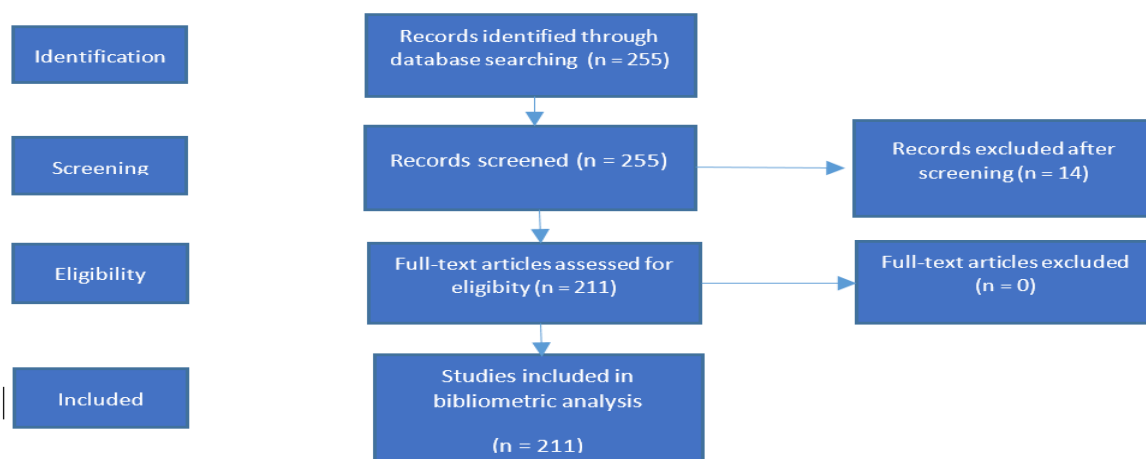 Identification
Records identified through
database searching (n = 255)
Screening
Records screened (n = 255)
Records excluded after
screening (n = 14)
Eligibility
Full-text articles assessed for
eligibity (n = 211)
Full-text articles excluded
(n = 0)
Included
Studies included in
bibliometric analysis
(n = 211)